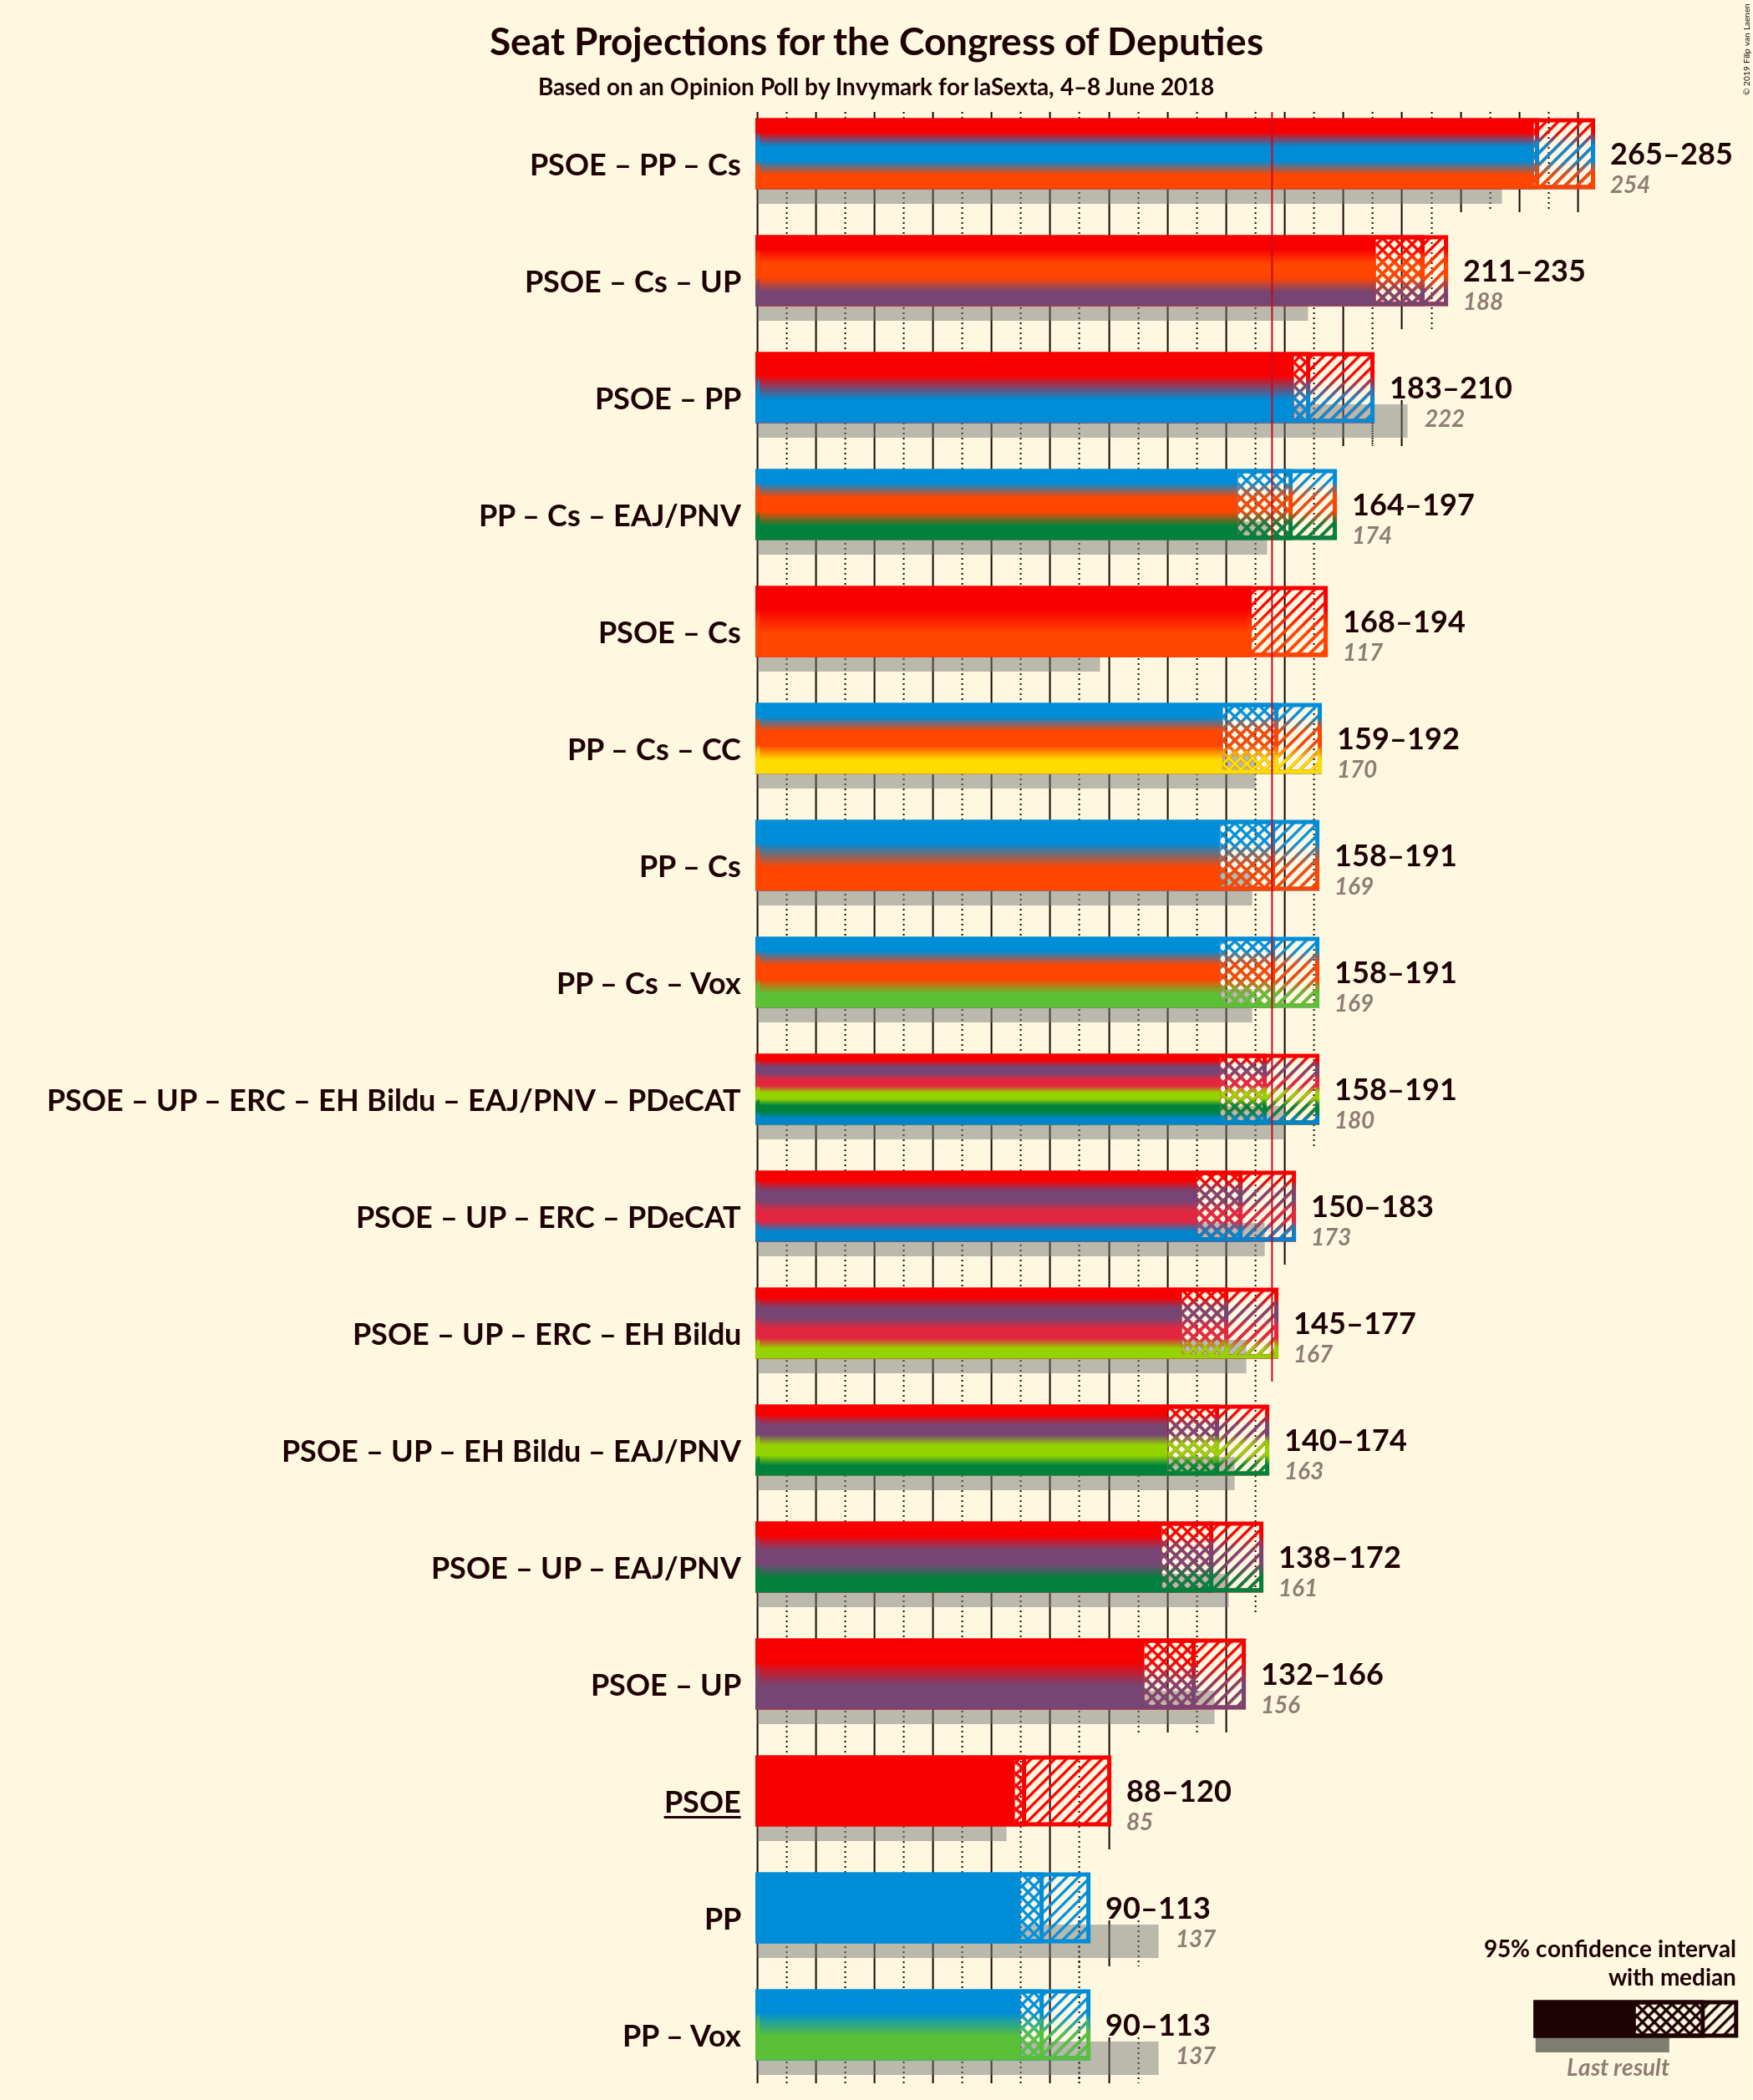 Seat Projections for the Congress of Deputies
Based on an Opinion Poll by Invymark for laSexta, 4–8 June 2018
© 2019 Filip van Laenen
PSOE – PP – Cs
265–285
254
PSOE – Cs – UP
211–235
188
PSOE – PP
183–210
222
PP – Cs – EAJ/PNV
164–197
174
PSOE – Cs
168–194
117
PP – Cs – CC
159–192
170
PP – Cs
158–191
169
PP – Cs – Vox
158–191
169
PSOE – UP – ERC – EH Bildu – EAJ/PNV – PDeCAT
158–191
180
PSOE – UP – ERC – PDeCAT
150–183
173
PSOE – UP – ERC – EH Bildu
145–177
167
PSOE – UP – EH Bildu – EAJ/PNV
140–174
163
PSOE – UP – EAJ/PNV
138–172
161
PSOE – UP
132–166
156
PSOE
88–120
85
PP
90–113
137
PP – Vox
90–113
137
95% confidence interval
with median
Last result